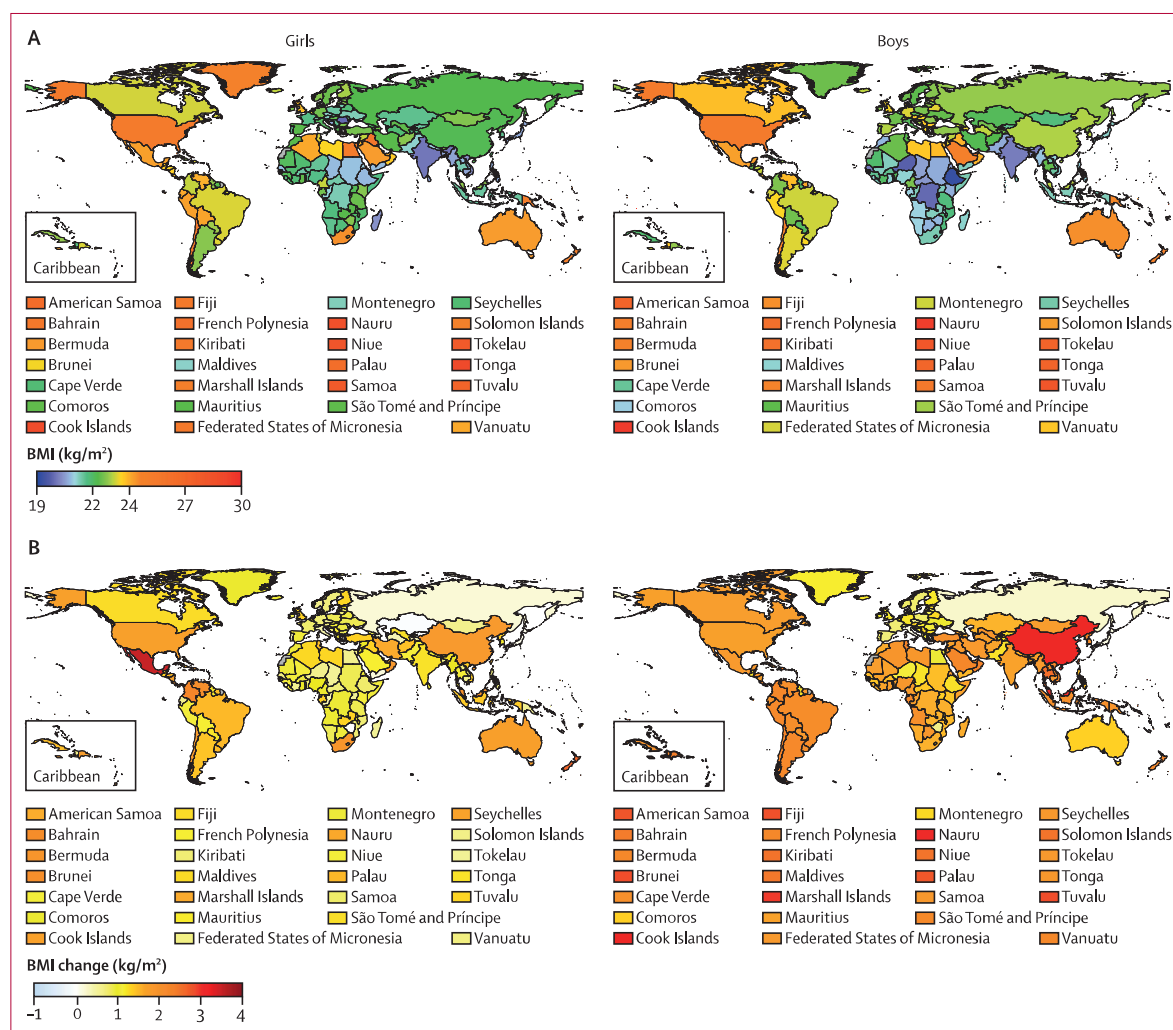 A
Girls
Boys
Caribbean
Caribbean
American Samoa
Fiji
Montenegro
Seychelles
Bahrain
French Polynesia
Nauru
Solomon Islands
Bermuda
Kiribati
Niue
Tokelau
Brunei
Maldives
Palau
Tonga
Cape Verde
Marshall Islands
Samoa
Tuvalu
Comoros
Mauritius
São Tomé and Príncipe
Cook Islands
Federated States of Micronesia
Vanuatu
American Samoa
Fiji
Montenegro
Seychelles
Bahrain
French Polynesia
Nauru
Solomon Islands
Bermuda
Kiribati
Niue
Tokelau
Brunei
Maldives
Palau
Tonga
Cape Verde
Marshall Islands
Samoa
Tuvalu
Comoros
Mauritius
São Tomé and Príncipe
Cook Islands
Federated States of Micronesia
Vanuatu
BMI (kg/m²)
19 22 24 27 30
B
Caribbean
Caribbean
American Samoa
Fiji
Montenegro
Seychelles
Bahrain
French Polynesia
Nauru
Solomon Islands
Bermuda
Kiribati
Niue
Tokelau
Brunei
Maldives
Palau
Tonga
Cape Verde
Marshall Islands
Samoa
Tuvalu
Comoros
Mauritius
São Tomé and Príncipe
Cook Islands
Federated States of Micronesia
Vanuatu
American Samoa
Fiji
Montenegro
Seychelles
Bahrain
French Polynesia
Nauru
Solomon Islands
Bermuda
Kiribati
Niue
Tokelau
Brunei
Maldives
Palau
Tonga
Cape Verde
Marshall Islands
Samoa
Tuvalu
Comoros
Mauritius
São Tomé and Príncipe
Cook Islands
Federated States of Micronesia
Vanuatu
BMI change (kg/m²)
–1 0 1 2 3 4